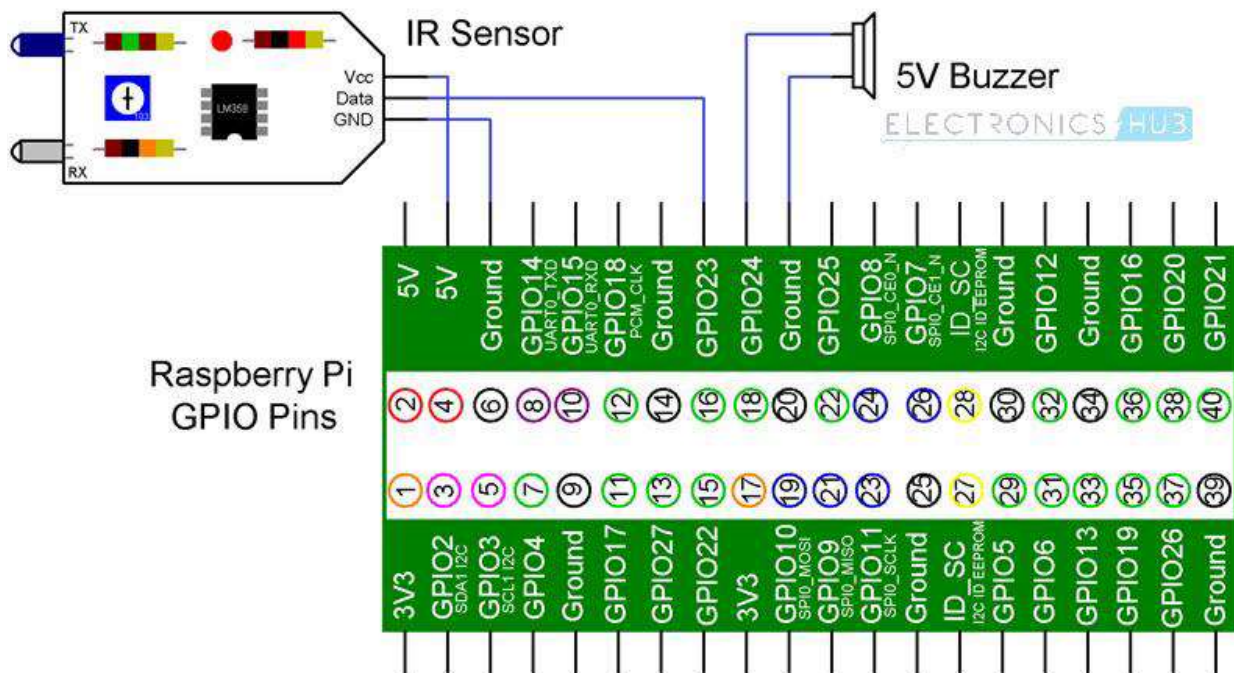 TX
IR Sensor
Vcc
Data
GND
LM358
103
RX
5V Buzzer
ELECTRONICS HUB
Raspberry Pi
GPIO Pins
5V
5V
Ground
GPIO14
UART0_TXD
GPIO15
UART0_RXD
GPIO18
PCM_CLK
Ground
GPIO23
GPIO24
Ground
GPIO25
GPIO8
SPI0_CE0_N
GPIO7
SPI0_CE1_N
ID_SC
I2C ID EEPROM
Ground
GPIO12
Ground
GPIO16
GPIO20
GPIO21
2 4 6 8 10 12 14 16 18 20 22 24 26 28 30 32 34 36 38 40
1 3 5 7 9 11 13 15 17 19 21 23 25 27 29 31 33 35 37 39
3V3
GPIO2
SDA1 I2C
GPIO3
SCL1 I2C
GPIO4
Ground
GPIO17
GPIO27
GPIO22
3V3
GPIO10
SPI0_MOSI
GPIO9
SPI0_MISO
GPIO11
SPI0_SCLK
Ground
ID_SC
I2C ID EEPROM
GPIO5
GPIO6
GPIO13
GPIO19
GPIO26
Ground